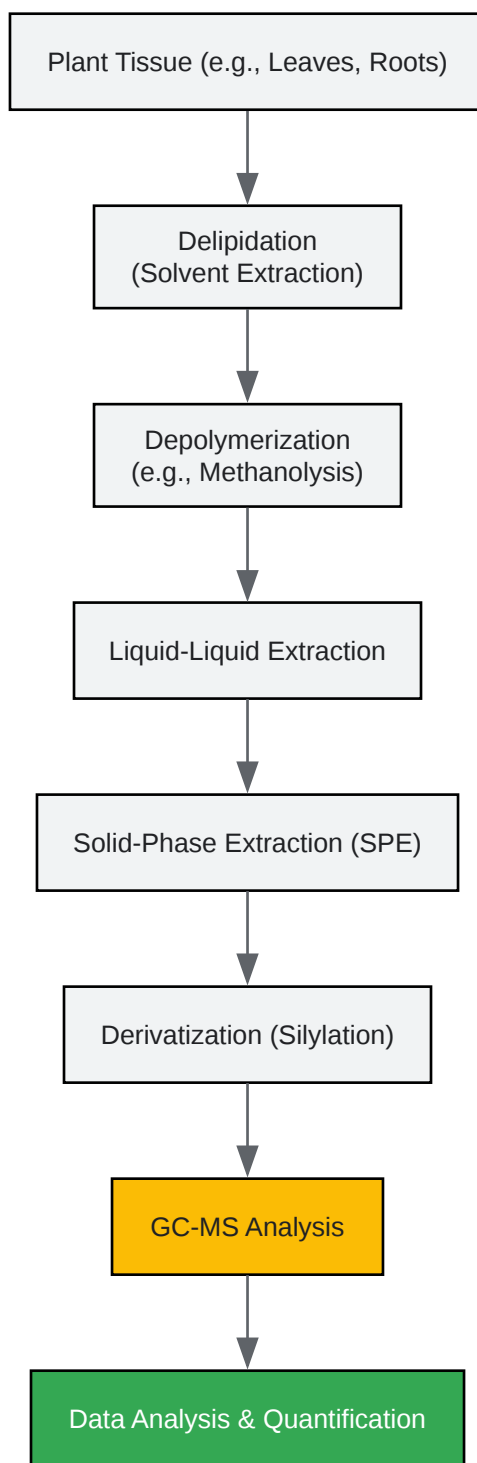 Plant Tissue (e.g., Leaves, Roots)
Delipidation
(Solvent Extraction)
Depolymerization
(e.g., Methanolysis)
Liquid-Liquid Extraction
Solid-Phase Extraction (SPE)
Derivatization (Silylation)
GC-MS Analysis
Data Analysis & Quantification